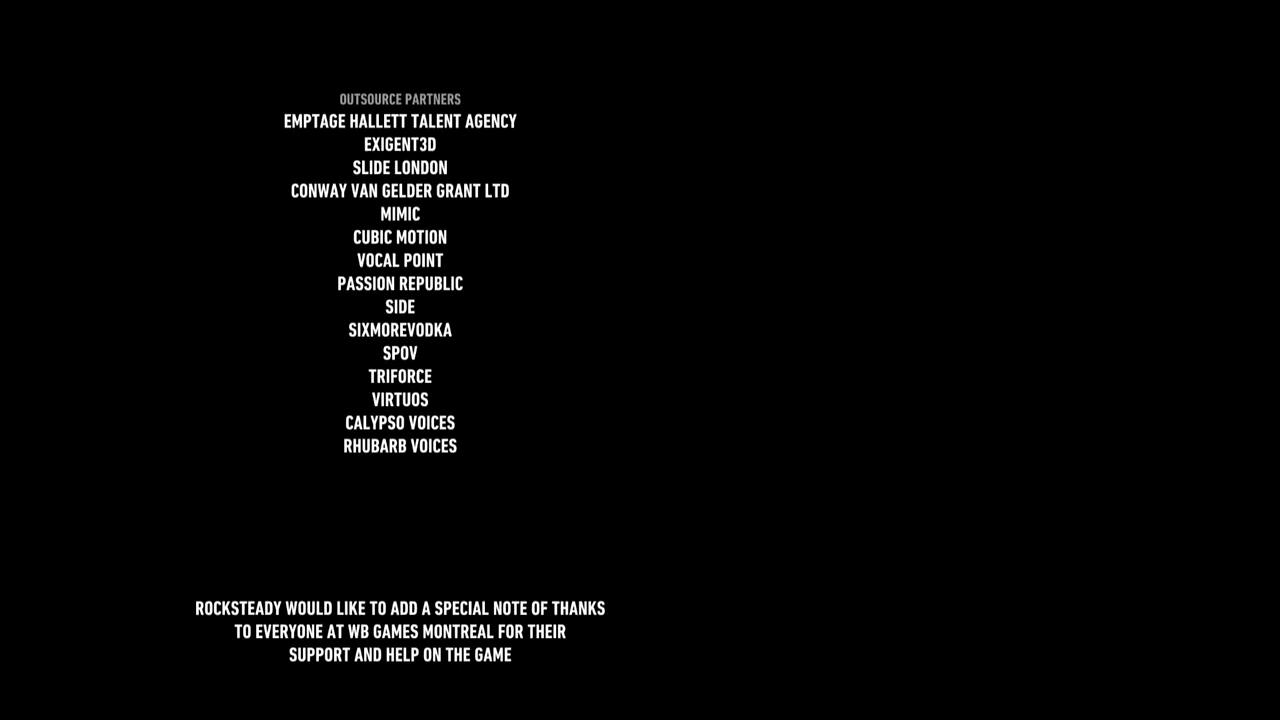 OUTSOURCE PARTNERS
EMPTAGE HALLETT TALENT AGENCY
EXIGENT3D
SLIDE LONDON
CONWAY VAN GELDER GRANT LTD
MIMIC
CUBIC MOTION
VOCAL POINT
PASSION REPUBLIC
SIDE
SIXMOREVODKA
SPOV
TRIFORCE
VIRTUOS
CALYPSO VOICES
RHUBARB VOICES
ROCKSTEADY WOULD LIKE TO ADD A SPECIAL NOTE OF THANKS
TO EVERYONE AT WB GAMES MONTREAL FOR THEIR
SUPPORT AND HELP ON THE GAME